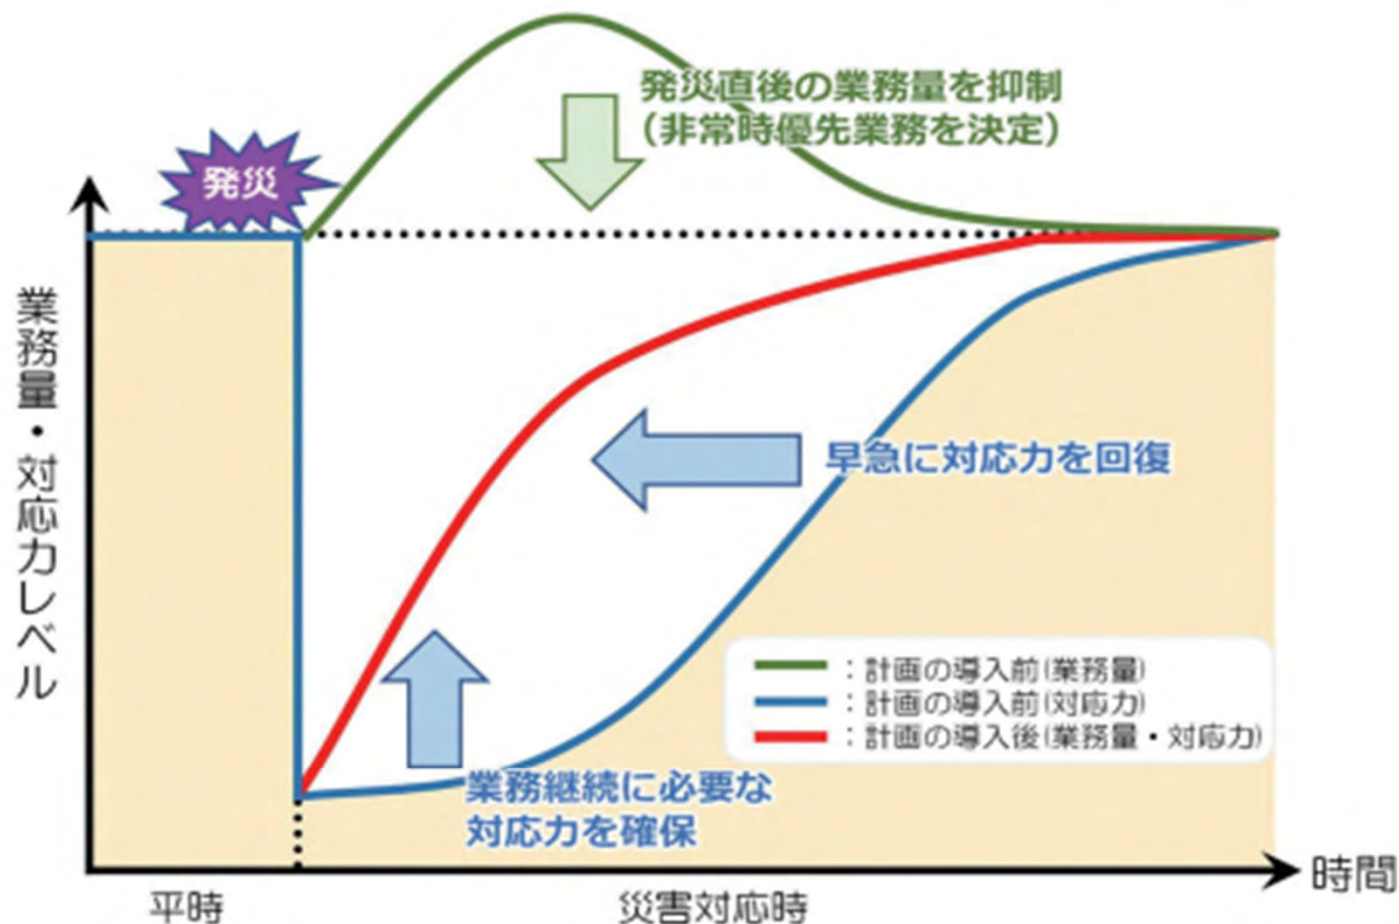 発災直後の業務量を抑制
(非常時優先業務を決定)
発災
業務量・対応力レベル
早急に対応力を回復
:計画の導入前(業務量)
:計画の導入前(対応力)
:計画の導入後(業務量・対応力)
業務継続に必要な
対応力を確保
時間
平時
災害対応時